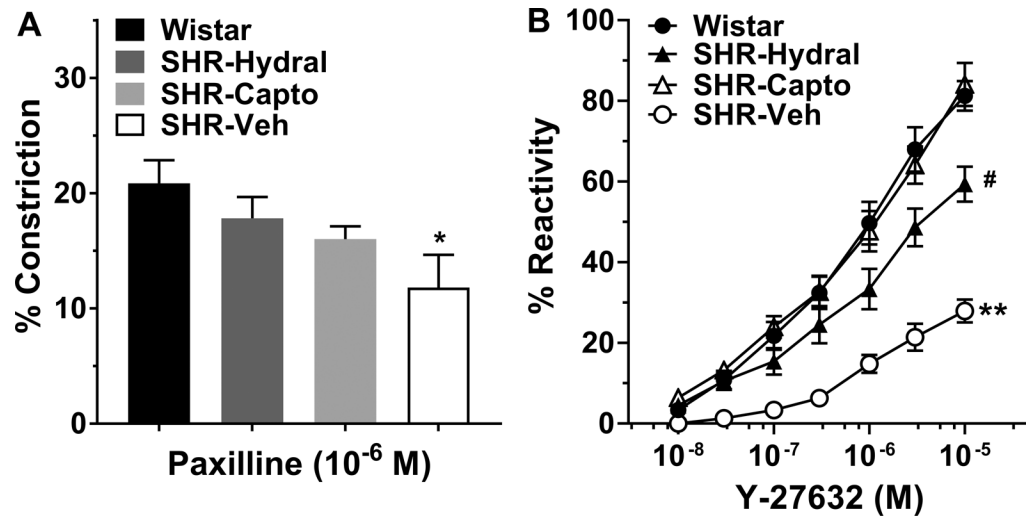 A
Wistar
SHR-Hydral
SHR-Capto
SHR-Veh
% Constriction
30
20
10
0
*
Paxilline (10⁻⁶ M)
B
Wistar
SHR-Hydral
SHR-Capto
SHR-Veh
% Reactivity
100
80
60
40
20
0
#
**
10⁻⁸ 10⁻⁷ 10⁻⁶ 10⁻⁵
Y-27632 (M)